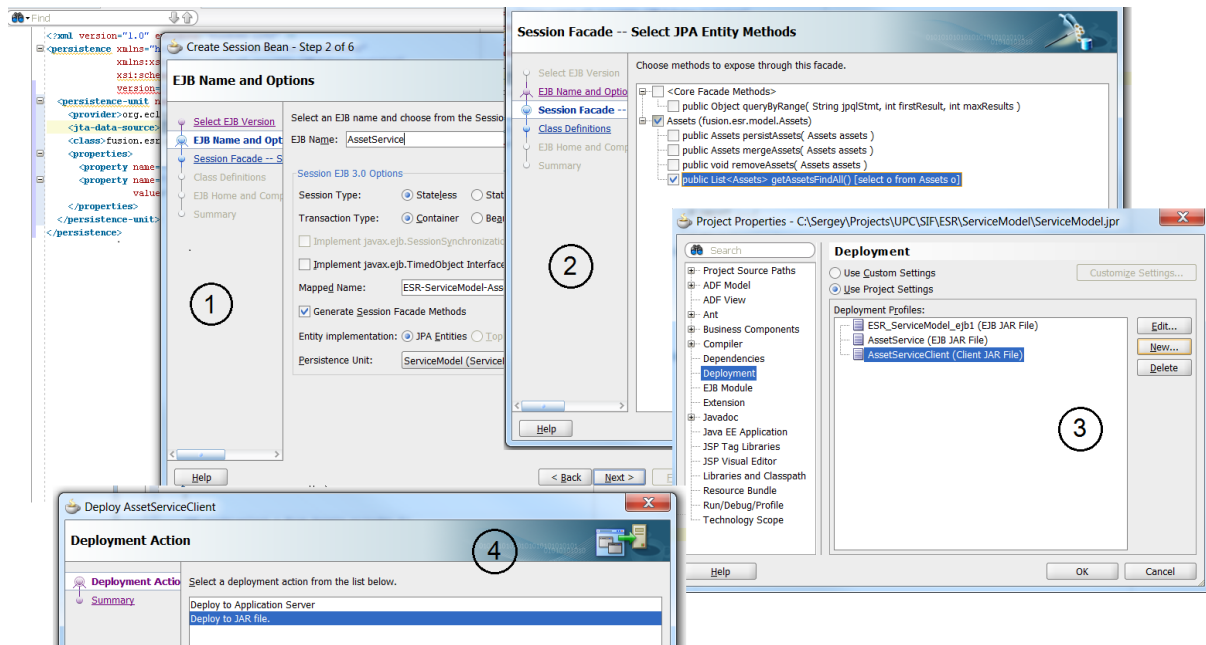 Find
<?xml version="1.0" e
<persistence xmlns="h
xmlns:xs
xsi:sche
version=
<persistence-unit n
<provider>org.ecl
<jta-data-source>
<class>fusion.esr
<properties>
<property name=
<property name=
value
</properties>
</persistence-unit>
</persistence>
Create Session Bean - Step 2 of 6
EJB Name and Options
Select EJB Version
EJB Name and Opt
Session Facade -- S
Class Definitions
EJB Home and Comp
Summary
Select an EJB name and choose from the Sessio
EJB Name: AssetService
Session EJB 3.0 Options
Session Type: Stateless Stat
Transaction Type: Container Bea
Implement javax.ejb.SessionSynchronizatic
Implement javax.ejb.TimedObject Interface
Mapped Name: ESR-ServiceModel-Ass
Generate Session Facade Methods
Entity implementation: JPA Entities Top
Persistence Unit: ServiceModel (ServiceM
1
Help
< Back Next >
Session Facade -- Select JPA Entity Methods
Select EJB Version
EJB Name and Optio
Session Facade --
Class Definitions
EJB Home and Comp
Summary
Choose methods to expose through this facade.
<Core Facade Methods>
public Object queryByRange( String jpqlStmt, int firstResult, int maxResults )
Assets (fusion.esr.model.Assets)
public Assets persistAssets( Assets assets )
public Assets mergeAssets( Assets assets )
public void removeAssets( Assets assets )
public List<Assets> getAssetsFindAll() [select o from Assets o]
2
Help
Project Properties - C:\Sergey\Projects\UPC\SIF\ESR\ServiceModel\ServiceModel.jpr
Search
Project Source Paths
ADF Model
ADF View
Ant
Business Components
Compiler
Dependencies
Deployment
EJB Module
Extension
Javadoc
Java EE Application
JSP Tag Libraries
JSP Visual Editor
Libraries and Classpath
Resource Bundle
Run/Debug/Profile
Technology Scope
Deployment
Use Custom Settings
Customize Settings...
Use Project Settings
Deployment Profiles:
ESR_ServiceModel_ejb1 (EJB JAR File)
AssetService (EJB JAR File)
AssetServiceClient (Client JAR File)
Edit...
New...
Delete
3
Help
OK
Cancel
Deploy AssetServiceClient
Deployment Action
4
Deployment Actio
Summary
Select a deployment action from the list below.
Deploy to Application Server
Deploy to JAR file.